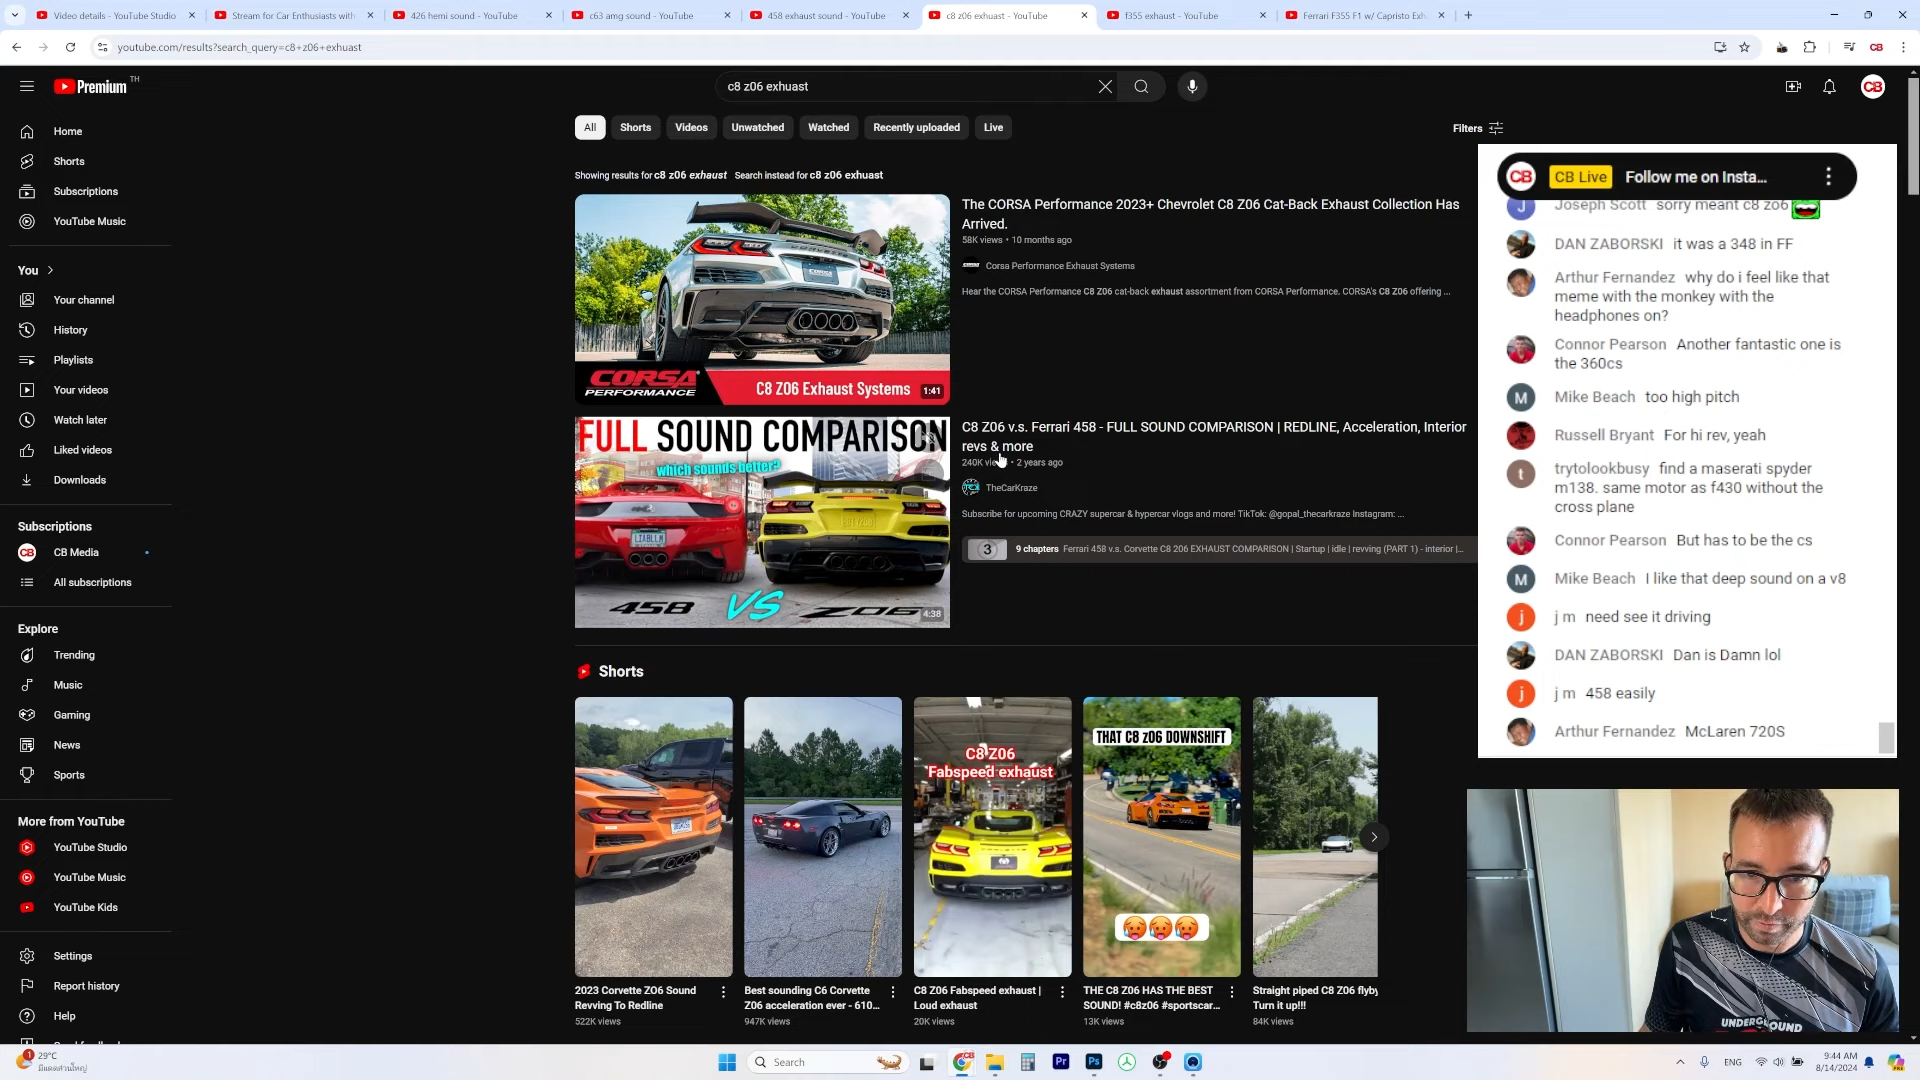 Video details - YouTube Studio
Stream for Car Enthusiasts with
426 hemi sound - YouTube
c63 amg sound - YouTube
458 exhaust sound - YouTube
c8 z06 exhuast - YouTube
f355 exhaust - YouTube
Ferrari F355 F1 w/ Capristo Exh
youtube.com/results?search_query=c8+z06+exhuast
CB
Premium
TH
c8 z06 exhuast
CB
Home
Shorts
Subscriptions
YouTube Music
You
Your channel
History
Playlists
Your videos
Watch later
Liked videos
Downloads
Subscriptions
CB
CB Media
All subscriptions
Explore
Trending
Music
Gaming
News
Sports
More from YouTube
YouTube Studio
YouTube Music
YouTube Kids
Settings
Report history
Help
All
Shorts
Videos
Unwatched
Watched
Recently uploaded
Live
Filters
Showing results for c8 z06 exhaust
Search instead for c8 z06 exhuast
CORSA
CORSA
PERFORMANCE
C8 Z06 Exhaust Systems
1:41
The CORSA Performance 2023+ Chevrolet C8 Z06 Cat-Back Exhaust Collection Has
Arrived.
58K views • 10 months ago
Corsa Performance Exhaust Systems
Hear the CORSA Performance C8 Z06 cat-back exhaust assortment from CORSA Performance. CORSA's C8 Z06 offering ...
FULL SOUND COMPARISON
which sounds better?
458 VS Z06
4:38
C8 Z06 v.s. Ferrari 458 - FULL SOUND COMPARISON | REDLINE, Acceleration, Interior
revs & more
240K • 2 years ago
TheCarKraze
Subscribe for upcoming CRAZY supercar & hypercar vlogs and more! TikTok: @gopal_thecarkraze Instagram: ...
3
9 chapters
Ferrari 458 v.s. Corvette C8 206 EXHAUST COMPARISON | Startup | idle | revving (PART 1) - interior |...
Shorts
C8 Z06
Fabspeed exhaust
THAT C8 z06 DOWNSHIFT
2023 Corvette ZO6 Sound
Revving To Redline
522K views
Best sounding C6 Corvette
Z06 acceleration ever - 610...
947K views
C8 Z06 Fabspeed exhaust |
Loud exhaust
20K views
THE C8 Z06 HAS THE BEST
SOUND! #c8z06 #sportscar...
13K views
Straight piped C8 Z06 flyby
Turn it up!!!
84K views
CB
CB Live
Follow me on Insta...
J
Joseph Scott sorry meant c8 zo6
DAN ZABORSKI it was a 348 in FF
Arthur Fernandez why do i feel like that
meme with the monkey with the
headphones on?
Connor Pearson Another fantastic one is
the 360cs
M
Mike Beach too high pitch
Russell Bryant For hi rev, yeah
t
trytolookbusy find a maserati spyder
m138. same motor as f430 without the
cross plane
Connor Pearson But has to be the cs
M
Mike Beach I like that deep sound on a v8
j
j m need see it driving
DAN ZABORSKI Dan is Damn lol
j
j m 458 easily
Arthur Fernandez McLaren 720S
UNDERGROUND
1
29°C
Search
CB
Pr
Ps
ENG
9:44 AM
8/14/2024